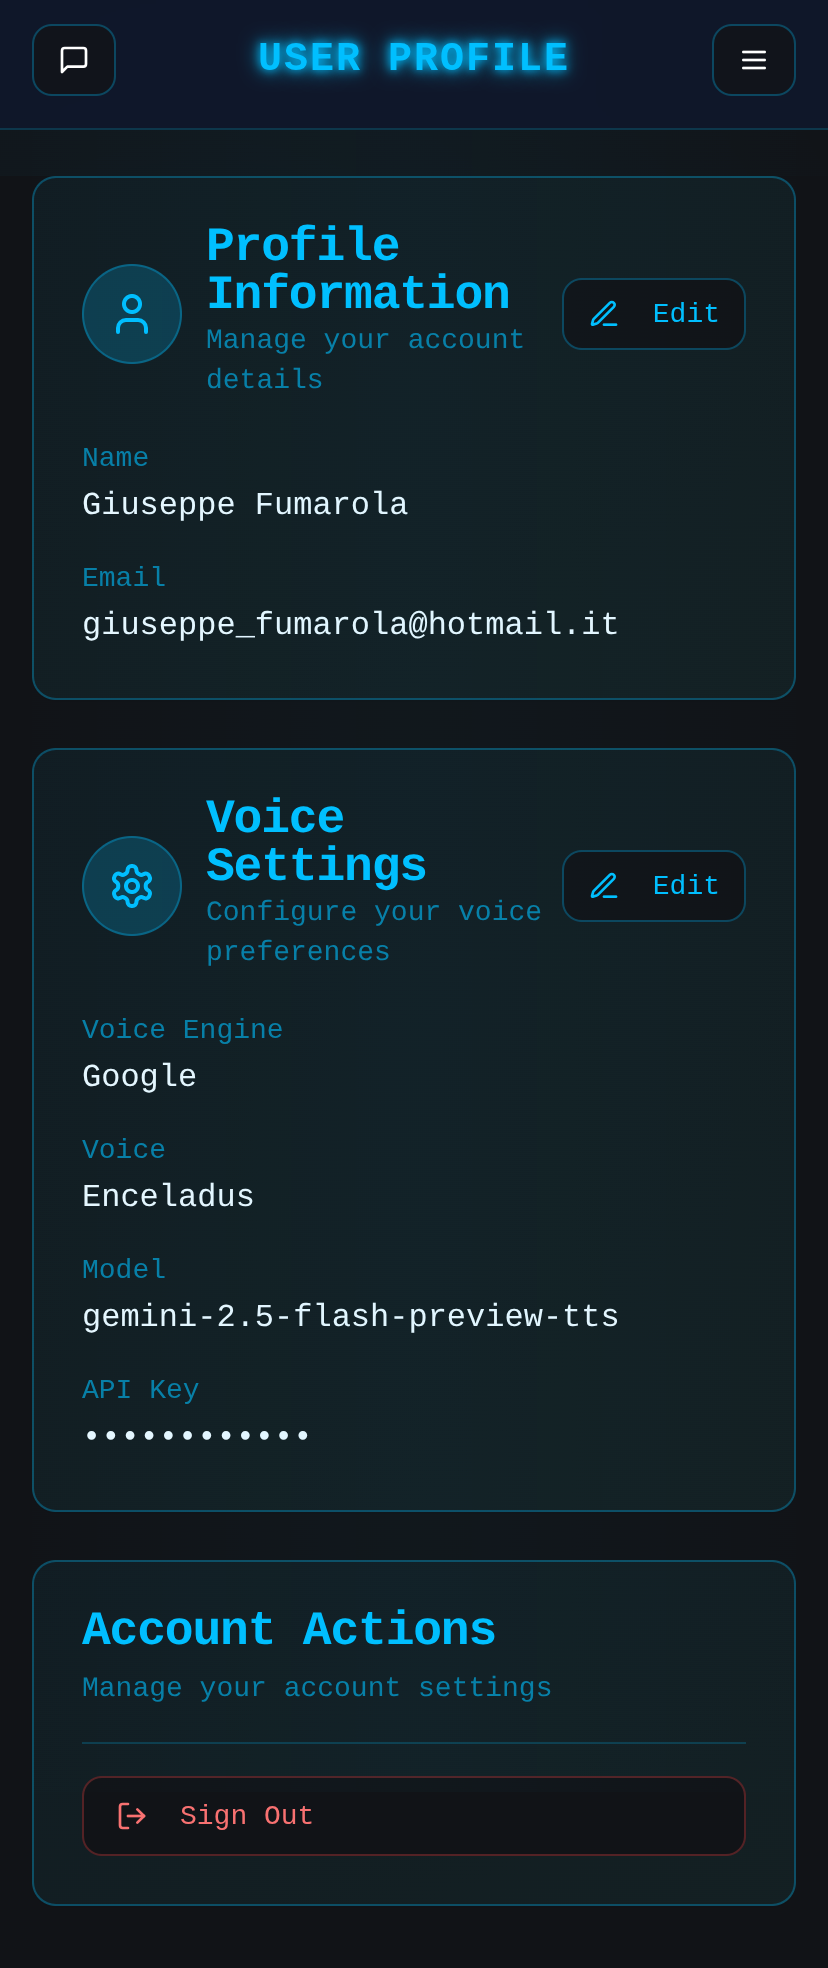 USER PROFILE
Profile
Information
Manage your account
details
Edit
Name
Giuseppe Fumarola
Email
giuseppe_fumarola@hotmail.it
Voice
Settings
Configure your voice
preferences
Edit
Voice Engine
Google
Voice
Enceladus
Model
gemini-2.5-flash-preview-tts
API Key
••••••••••••
Account Actions
Manage your account settings
Sign Out